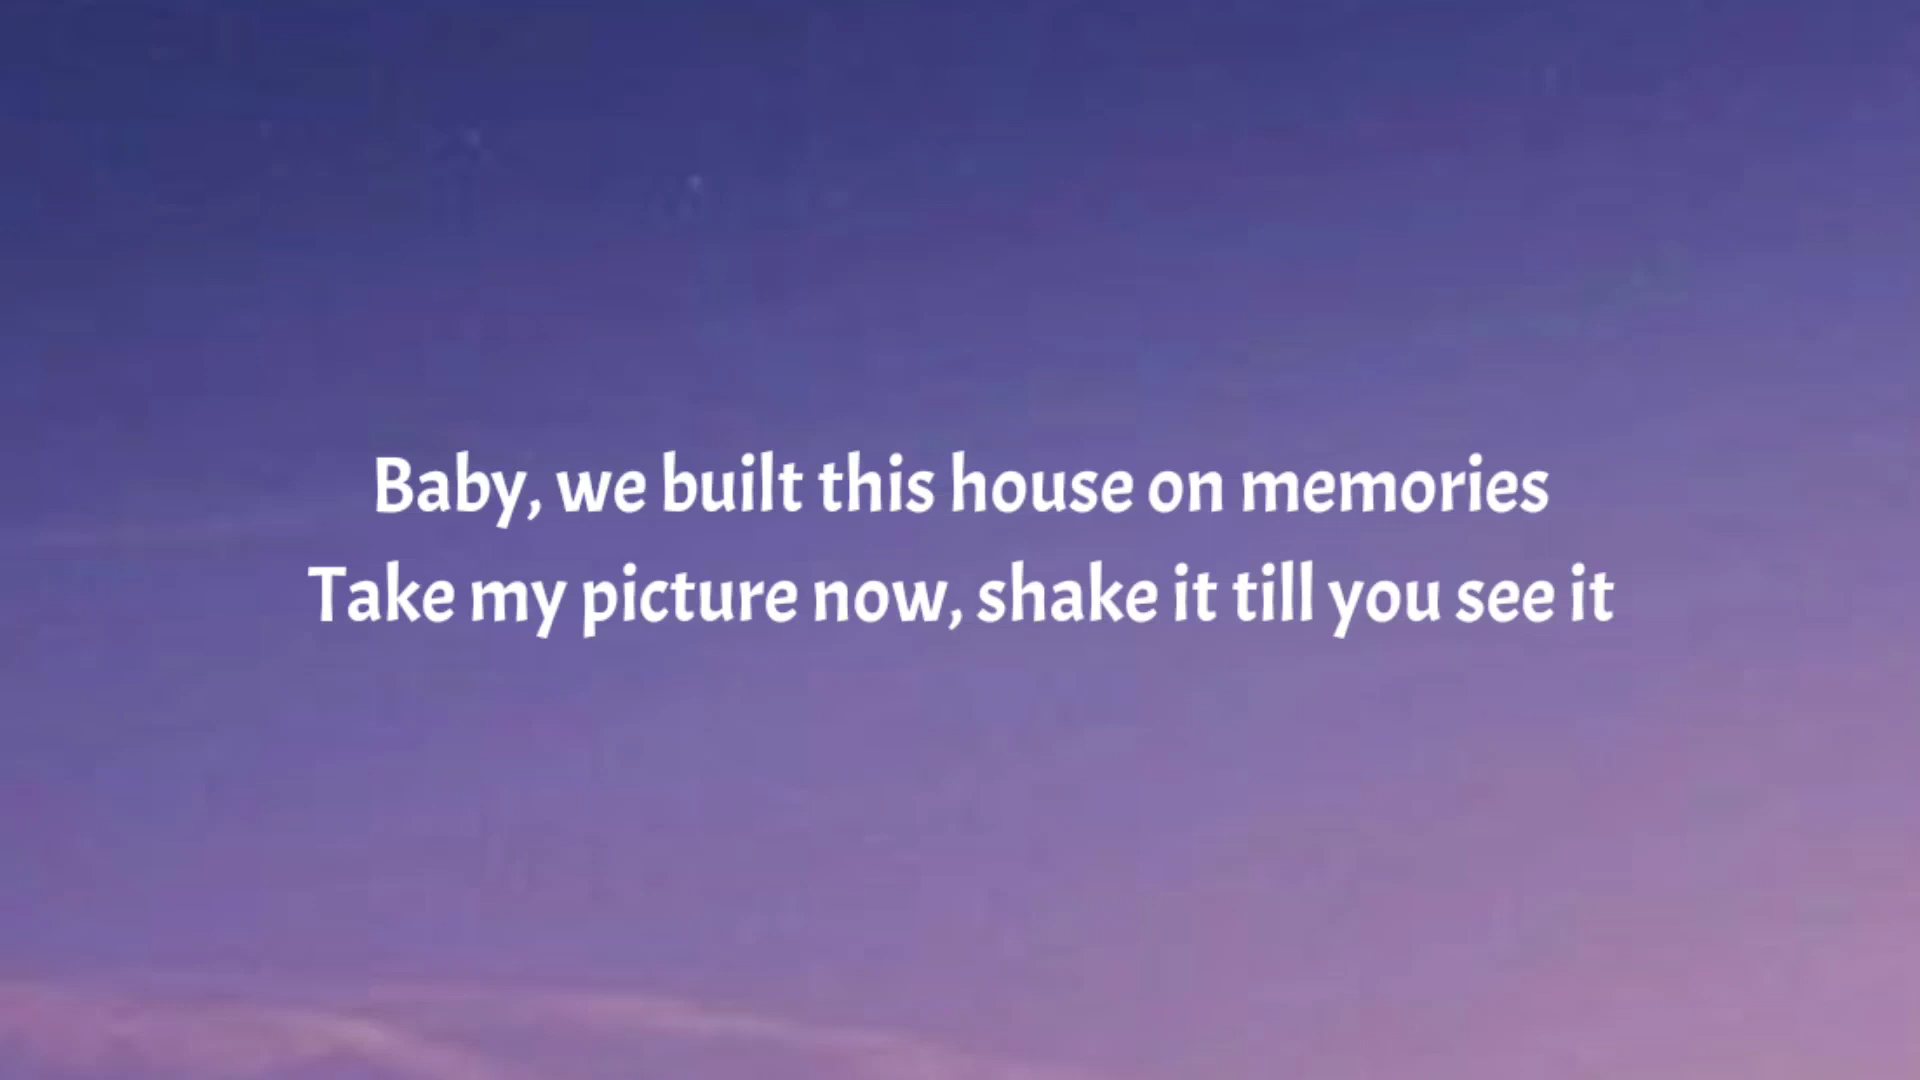 Baby, we built this house on memories
Take my picture now, shake it till you see it